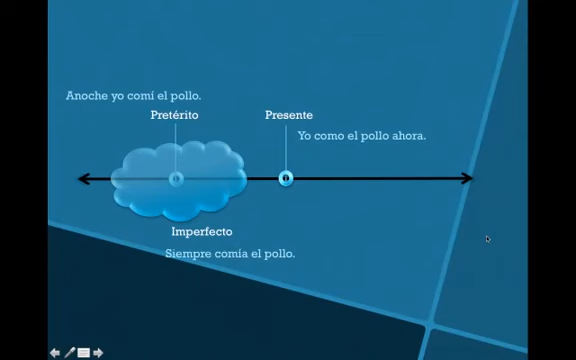 Anoche yo comí el pollo.
Pretérito
Presente
Yo como el pollo ahora.
Imperfecto
Siempre comía el pollo.